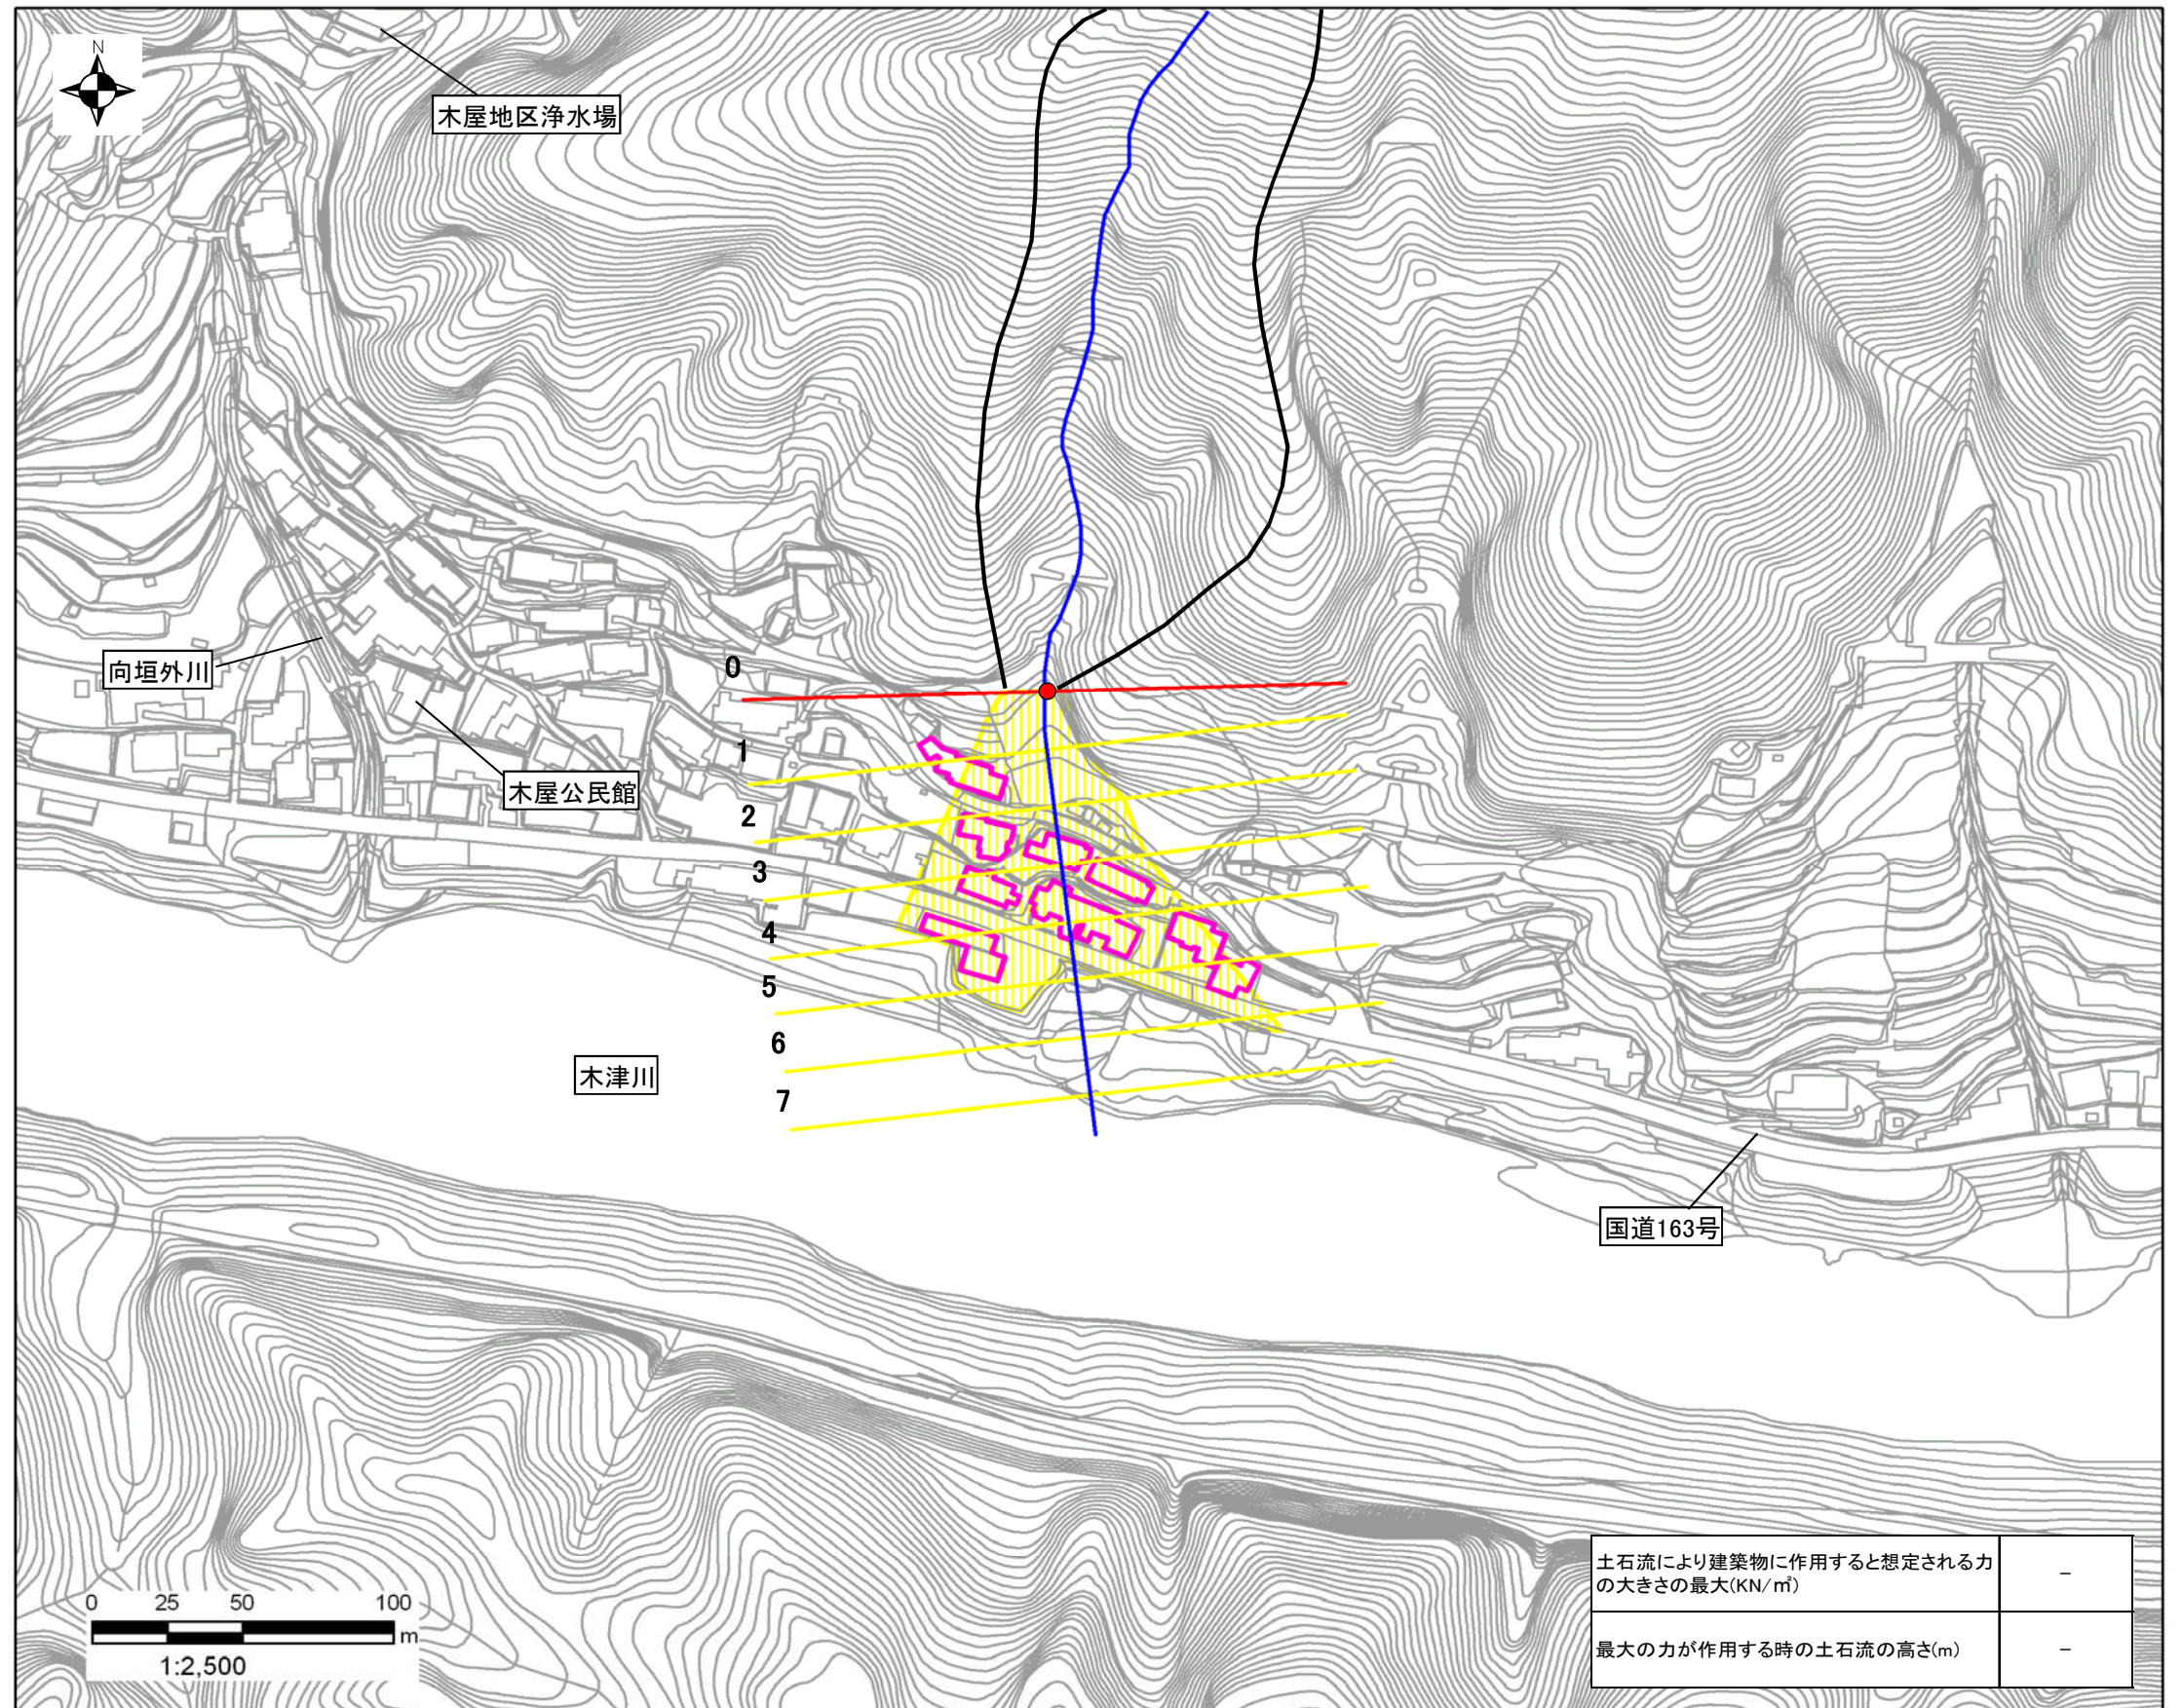 N
木屋地区浄水場
向垣外川
0
1
木屋公民館
2
3
4
5
6
木津川
7
国道163号
土石流により建築物に作用すると想定される力
の大きさの最大(KN/㎡)
−
最大の力が作用する時の土石流の高さ(m)
−
0 25 50 100
m
1:2,500